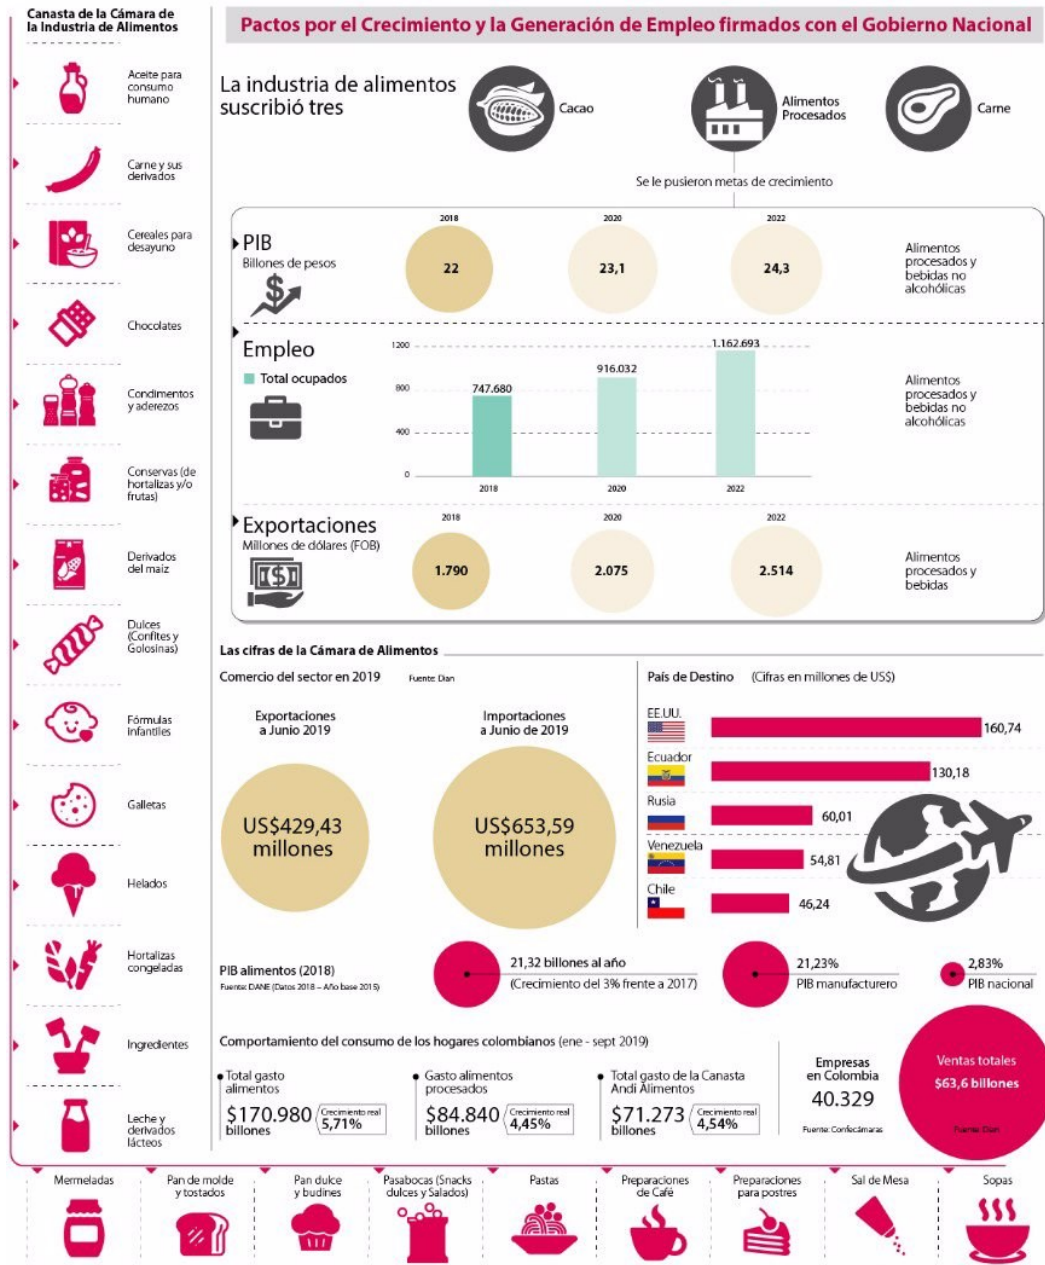 Canasta de la Cámara de
la Industria de Alimentos
Aceite para
consumo
humano
Carne y sus
derivados
Cereales para
desayuno
Chocolates
Condimentos
y aderezos
Conservas (de
hortalizas y/o
frutas)
Derivados
del maíz
Dulces
(Confites y
Golosinas)
Fórmulas
infantiles
Galletas
Helados
Hortalizas
congeladas
Ingredientes
Leche y
derivados
lácteos
Pactos por el Crecimiento y la Generación de Empleo firmados con el Gobierno Nacional
La industria de alimentos
suscribió tres
Cacao
Alimentos
Procesados
Carne
Se le pusieron metas de crecimiento
PIB
Billones de pesos
$
2018
22
2020
23,1
2022
24,3
Alimentos
procesados y
bebidas no
alcohólicas
Empleo
Total ocupados
1200
800
400
0
747.680
916.032
1.162.693
2018
2020
2022
Alimentos
procesados y
bebidas no
alcohólicas
Exportaciones
Millones de dólares (FOB)
$
2018
1.790
2020
2.075
2022
2.514
Alimentos
procesados y
bebidas
Las cifras de la Cámara de Alimentos
Comercio del sector en 2019
Fuente: Dian
Exportaciones
a Junio 2019
US$429,43
millones
Importaciones
a Junio de 2019
US$653,59
millones
País de Destino (Cifras en millones de US$)
EE.UU.
160,74
Ecuador
130,18
Rusia
60,01
Venezuela
54,81
Chile
46,24
PIB alimentos (2018)
Fuente: DANE (Datos 2018 – Año base 2015)
21,32 billones al año
(Crecimiento del 3% frente a 2017)
21,23%
PIB manufacturero
2,83%
PIB nacional
Comportamiento del consumo de los hogares colombianos (ene - sept 2019)
Total gasto
alimentos
$170.980
billones
Crecimiento real
5,71%
Gasto alimentos
procesados
$84.840
billones
Crecimiento real
4,45%
Total gasto de la Canasta
Andi Alimentos
$71.273
billones
Crecimiento real
4,54%
Empresas
en Colombia
40.329
Fuente: Confecámaras
Ventas totales
$63,6 billones
Fuente: Dian
Mermeladas
Pan de molde
y tostados
Pan dulce
y budines
Pasabocas (Snacks
dulces y Salados)
Pastas
Preparaciones
de Café
Preparaciones
para postres
Sal de Mesa
Sopas